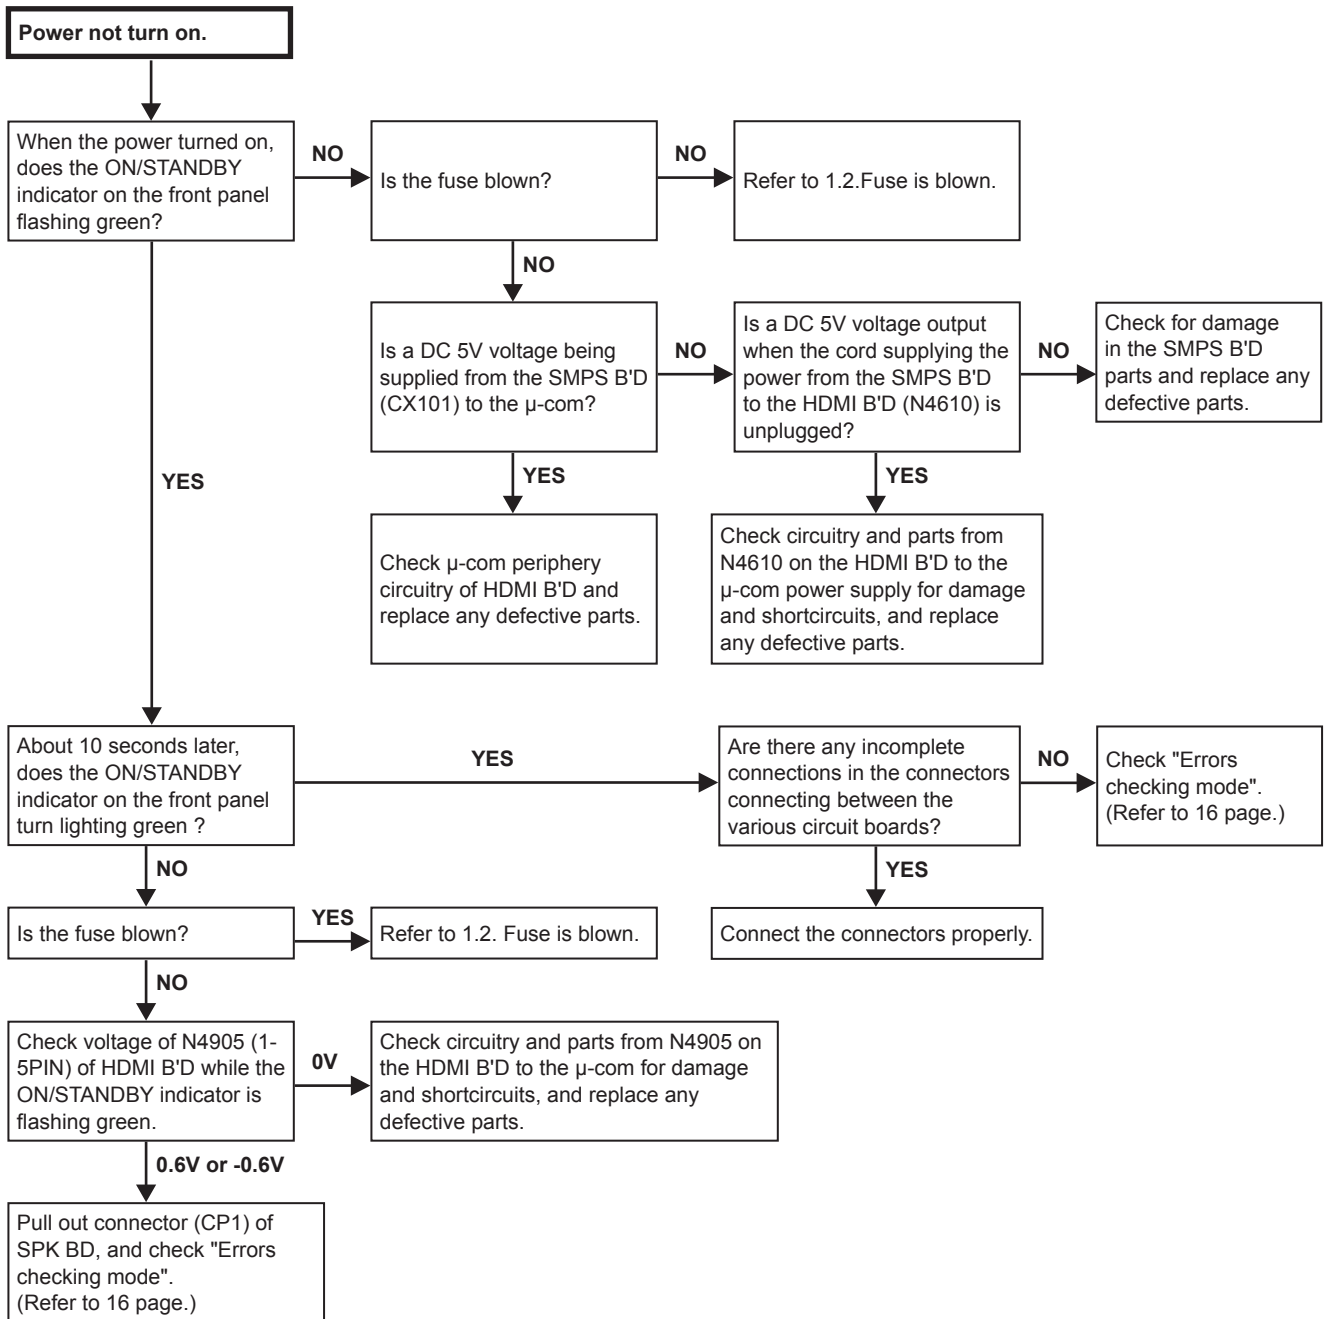 Power not turn on.
When the power turned on,
does the ON/STANDBY
indicator on the front panel
flashing green?
NO
Is the fuse blown?
NO
Refer to 1.2.Fuse is blown.
NO
Is a DC 5V voltage being
supplied from the SMPS B'D
(CX101) to the µ-com?
NO
Is a DC 5V voltage output
when the cord supplying the
power from the SMPS B'D
to the HDMI B'D (N4610) is
unplugged?
NO
Check for damage
in the SMPS B'D
parts and replace any
defective parts.
YES
YES
YES
Check µ-com periphery
circuitry of HDMI B'D and
replace any defective parts.
Check circuitry and parts from
N4610 on the HDMI B'D to the
µ-com power supply for damage
and shortcircuits, and replace
any defective parts.
About 10 seconds later,
does the ON/STANDBY
indicator on the front panel
turn lighting green ?
YES
Are there any incomplete
connections in the connectors
connecting between the
various circuit boards?
NO
Check "Errors
checking mode".
(Refer to 16 page.)
NO
YES
Is the fuse blown?
YES
Refer to 1.2. Fuse is blown.
Connect the connectors properly.
NO
Check voltage of N4905 (1-
5PIN) of HDMI B'D while the
ON/STANDBY indicator is
flashing green.
0V
Check circuitry and parts from N4905 on
the HDMI B'D to the µ-com for damage
and shortcircuits, and replace any
defective parts.
0.6V or -0.6V
Pull out connector (CP1) of
SPK BD, and check "Errors
checking mode".
(Refer to 16 page.)